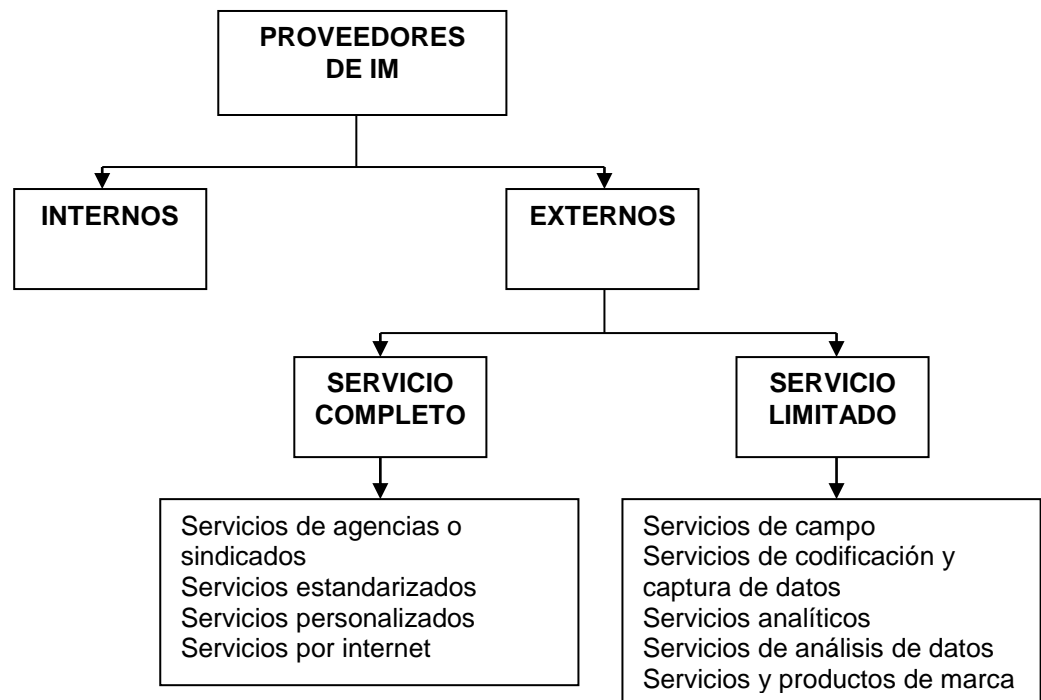 PROVEEDORES
DE IM
INTERNOS
EXTERNOS
SERVICIO
COMPLETO
SERVICIO
LIMITADO
Servicios de agencias o
sindicados
Servicios estandarizados
Servicios personalizados
Servicios por internet
Servicios de campo
Servicios de codificación y
captura de datos
Servicios analíticos
Servicios de análisis de datos
Servicios y productos de marca